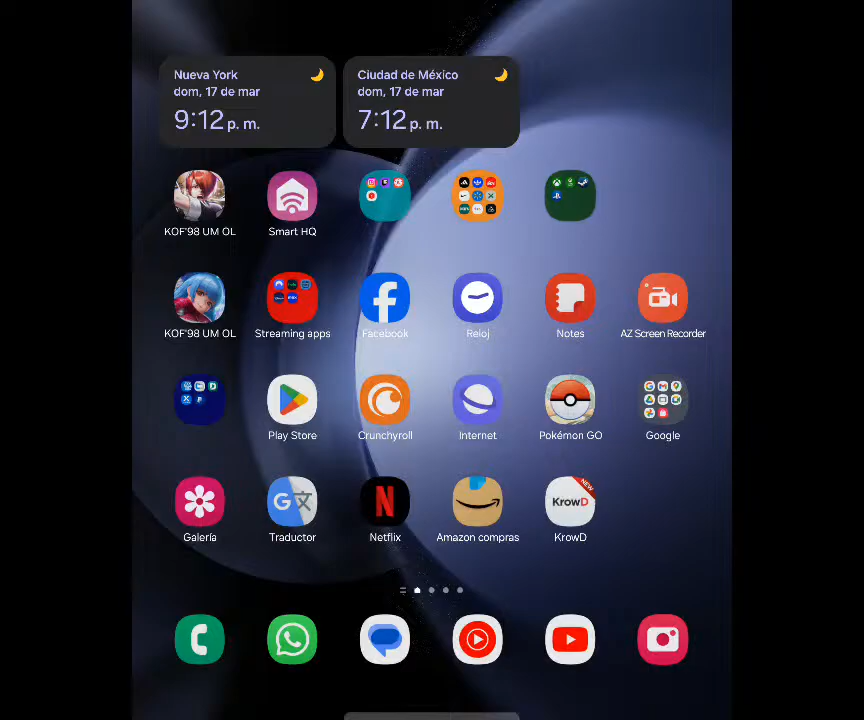 Nueva York
dom, 17 de mar
9:12 p. m.
Ciudad de México
dom, 17 de mar
7:12 p. m.
KOF'98 UM OL
Smart HQ
KOF'98 UM OL
Streaming apps
Facebook
Reloj
Notes
AZ Screen Recorder
Play Store
Crunchyroll
Internet
Pokémon GO
Google
NEW
KrowD
Galería
Traductor
Netflix
Amazon compras
KrowD